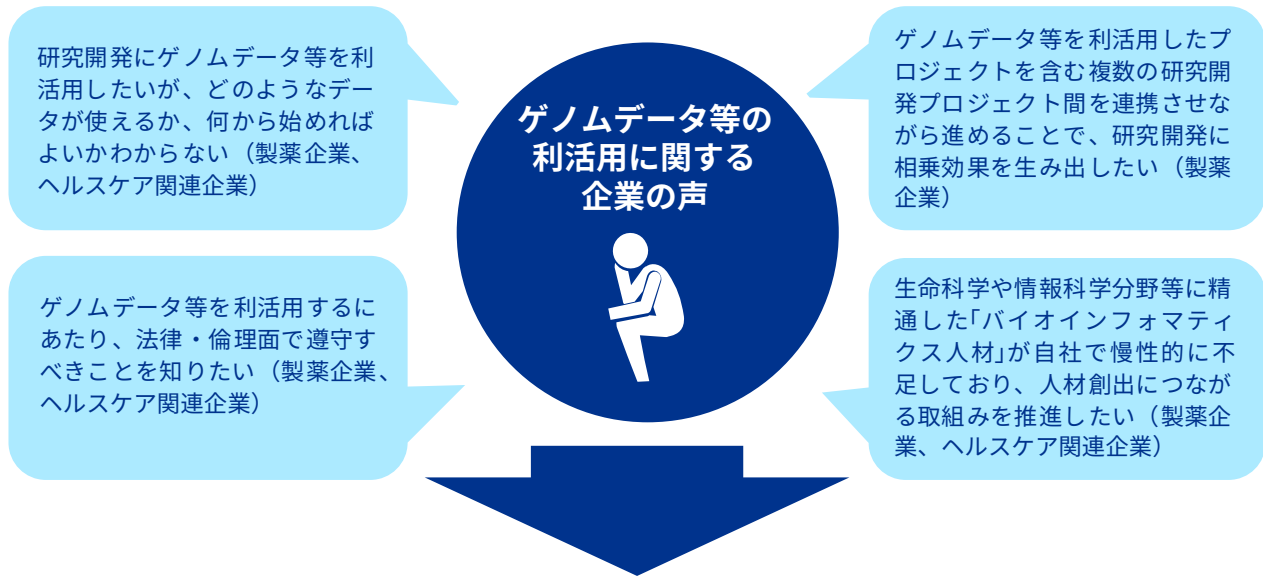 研究開発にゲノムデータ等を利
活用したいが、どのようなデー
タが使えるか、何から始めれば
よいかわからない（製薬企業、
ヘルスケア関連企業）
ゲノムデータ等の
利活用に関する
企業の声
ゲノムデータ等を利活用したプ
ロジェクトを含む複数の研究開
発プロジェクト間を連携させな
がら進めることで、研究開発に
相乗効果を生み出したい（製薬
企業）
ゲノムデータ等を利活用するに
あたり、法律・倫理面で遵守す
べきことを知りたい（製薬企業、
ヘルスケア関連企業）
生命科学や情報科学分野等に精
通した「バイオインフォマティ
クス人材」が自社で慢性的に不
足しており、人材創出につなが
る取組みを推進したい（製薬企
業、ヘルスケア関連企業）